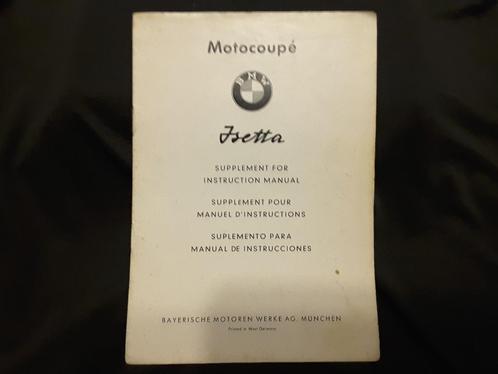 Motocoupé
BMW
Isetta
SUPPLEMENT FOR
INSTRUCTION MANUAL
SUPPLEMENT POUR
MANUEL D'INSTRUCTIONS
SUPLEMENTO PARA
MANUAL DE INSTRUCCIONES
BAYERISCHE MOTOREN WERKE AG. MÜNCHEN
Printed in West Germany